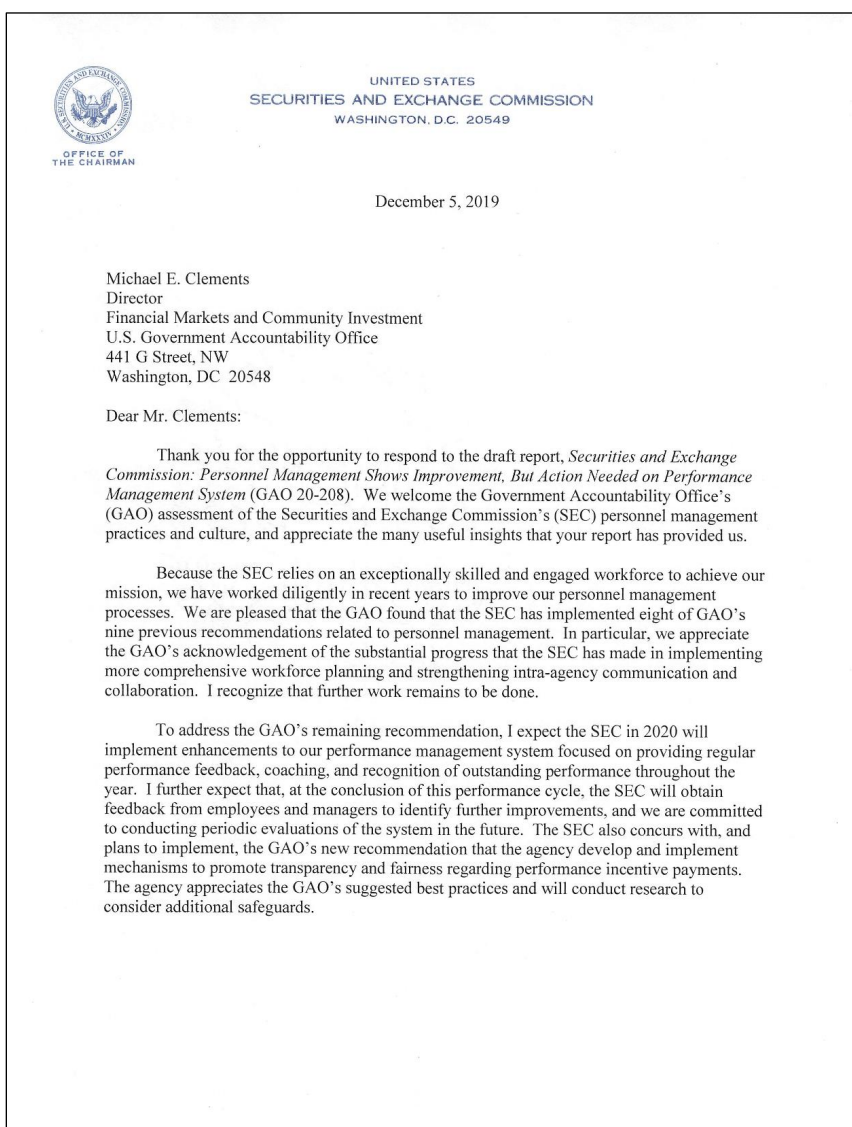 U.S. SECURITIES AND EXCHANGE COMMISSION
MCMXXXIV
OFFICE OF
THE CHAIRMAN
UNITED STATES
SECURITIES AND EXCHANGE COMMISSION
WASHINGTON, D.C. 20549
December 5, 2019
Michael E. Clements
Director
Financial Markets and Community Investment
U.S. Government Accountability Office
441 G Street, NW
Washington, DC 20548
Dear Mr. Clements:
Thank you for the opportunity to respond to the draft report, Securities and Exchange
Commission: Personnel Management Shows Improvement, But Action Needed on Performance
Management System (GAO 20-208). We welcome the Government Accountability Office's
(GAO) assessment of the Securities and Exchange Commission's (SEC) personnel management
practices and culture, and appreciate the many useful insights that your report has provided us.
Because the SEC relies on an exceptionally skilled and engaged workforce to achieve our
mission, we have worked diligently in recent years to improve our personnel management
processes. We are pleased that the GAO found that the SEC has implemented eight of GAO's
nine previous recommendations related to personnel management. In particular, we appreciate
the GAO's acknowledgement of the substantial progress that the SEC has made in implementing
more comprehensive workforce planning and strengthening intra-agency communication and
collaboration. I recognize that further work remains to be done.
To address the GAO's remaining recommendation, I expect the SEC in 2020 will
implement enhancements to our performance management system focused on providing regular
performance feedback, coaching, and recognition of outstanding performance throughout the
year. I further expect that, at the conclusion of this performance cycle, the SEC will obtain
feedback from employees and managers to identify further improvements, and we are committed
to conducting periodic evaluations of the system in the future. The SEC also concurs with, and
plans to implement, the GAO's new recommendation that the agency develop and implement
mechanisms to promote transparency and fairness regarding performance incentive payments.
The agency appreciates the GAO's suggested best practices and will conduct research to
consider additional safeguards.